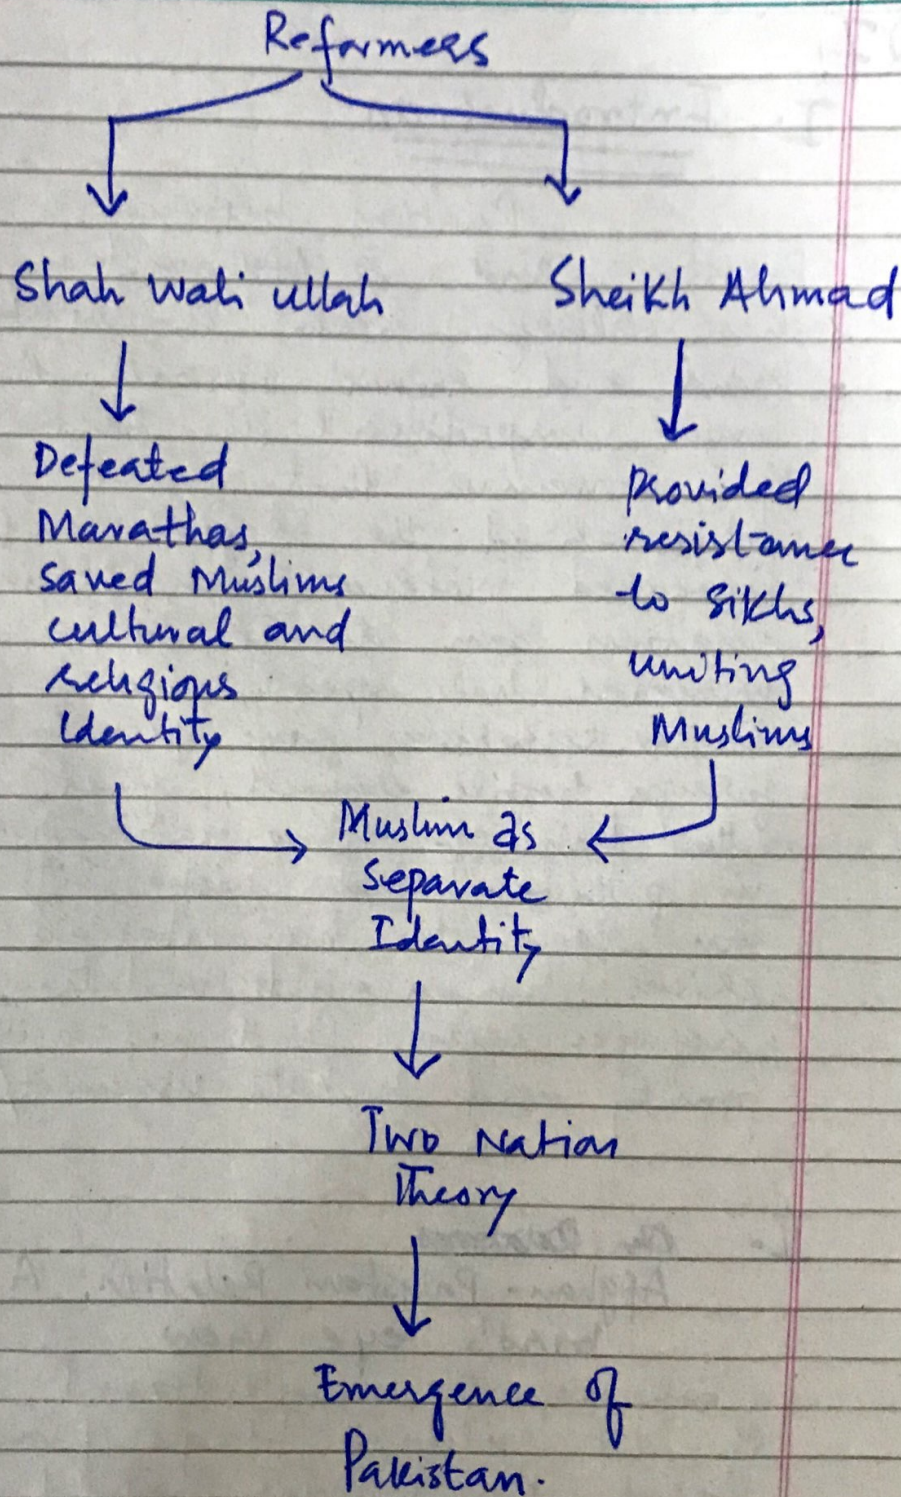 Reformers
Shah Wali ullah
Sheikh Ahmad
Defeated
Marathas,
saved Muslims
cultural and
religious
Identity
provided
resistance
to Sikhs,
uniting
Muslims
Muslim as
Separate
Identity
Two Nation
Theory
Emergence of
Pakistan.